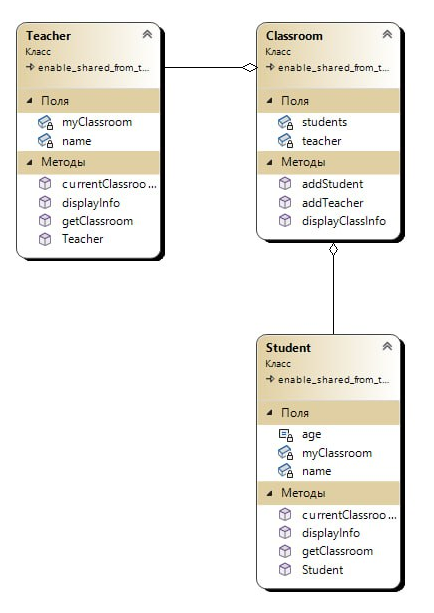 Teacher
Класс
enable_shared_from_t...
Поля
myClassroom
name
Методы
currentClassroo...
displayInfo
getClassroom
Teacher
Classroom
Класс
enable_shared_from_t...
Поля
students
teacher
Методы
addStudent
addTeacher
displayClassInfo
Student
Класс
enable_shared_from_t...
Поля
age
myClassroom
name
Методы
currentClassroo...
displayInfo
getClassroom
Student